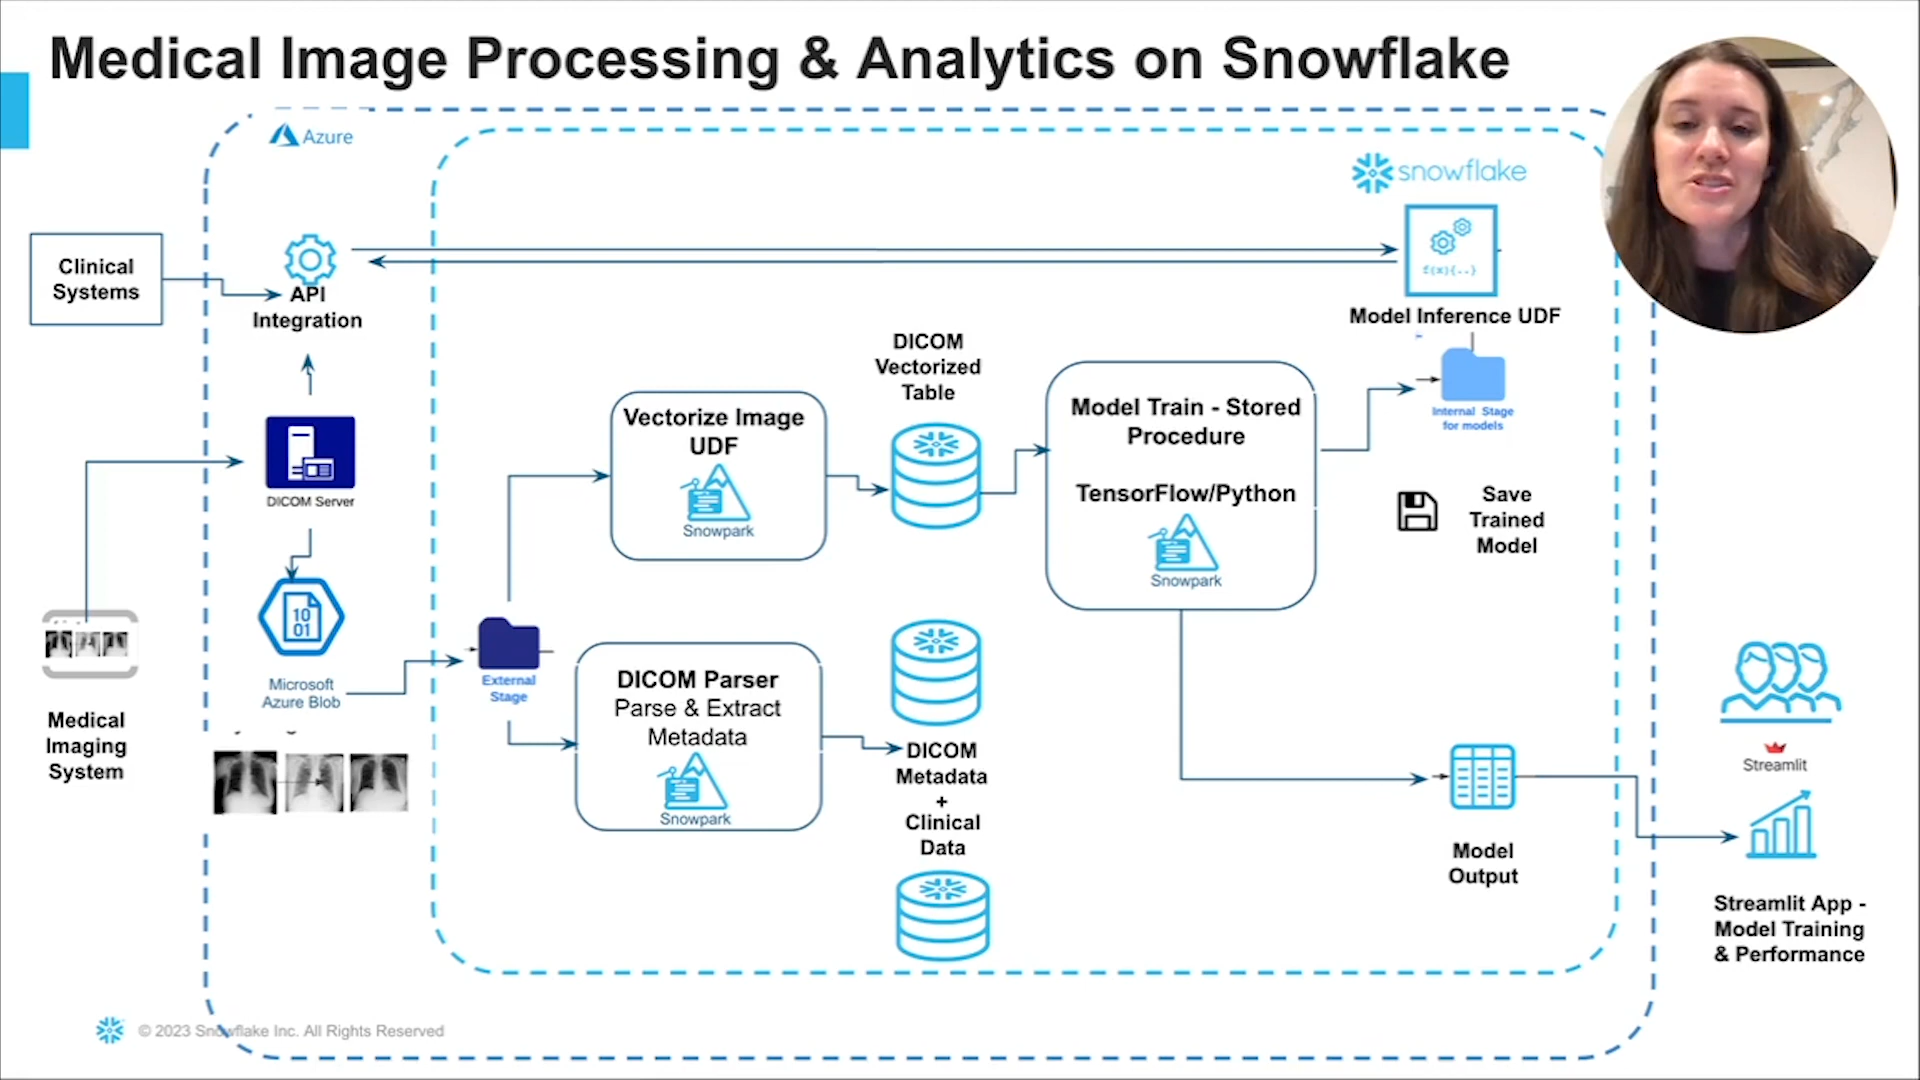 Medical Image Processing & Analytics on Snowflake
Azure
snowflake
Clinical
Systems
API
Integration
f(x){..}
Model Inference UDF
DICOM
Vectorized
Table
Vectorize Image
UDF
Snowpark
Model Train - Stored
Procedure
TensorFlow/Python
Snowpark
Internal Stage
for models
Save
Trained
Model
DICOM Server
10
01
Microsoft
Azure Blob
External
Stage
DICOM Parser
Parse & Extract
Metadata
Snowpark
DICOM
Metadata
+
Clinical
Data
Medical
Imaging
System
Model
Output
Streamlit
Streamlit App -
Model Training
& Performance
© 2023 Snowflake Inc. All Rights Reserved